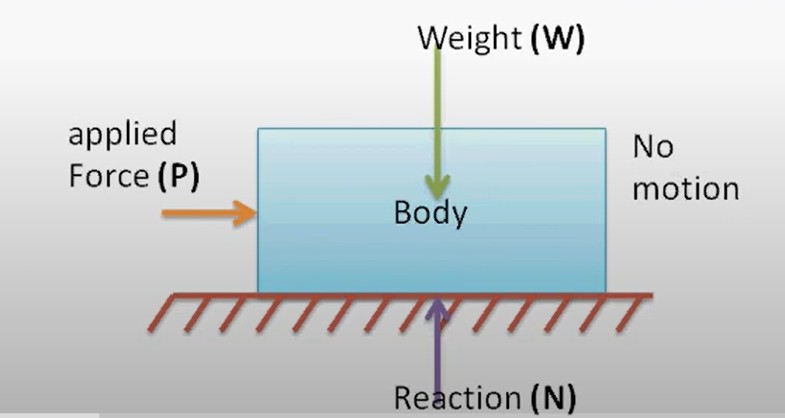 Weight (W)
applied
Force (P)
No
motion
Body
Reaction (N)